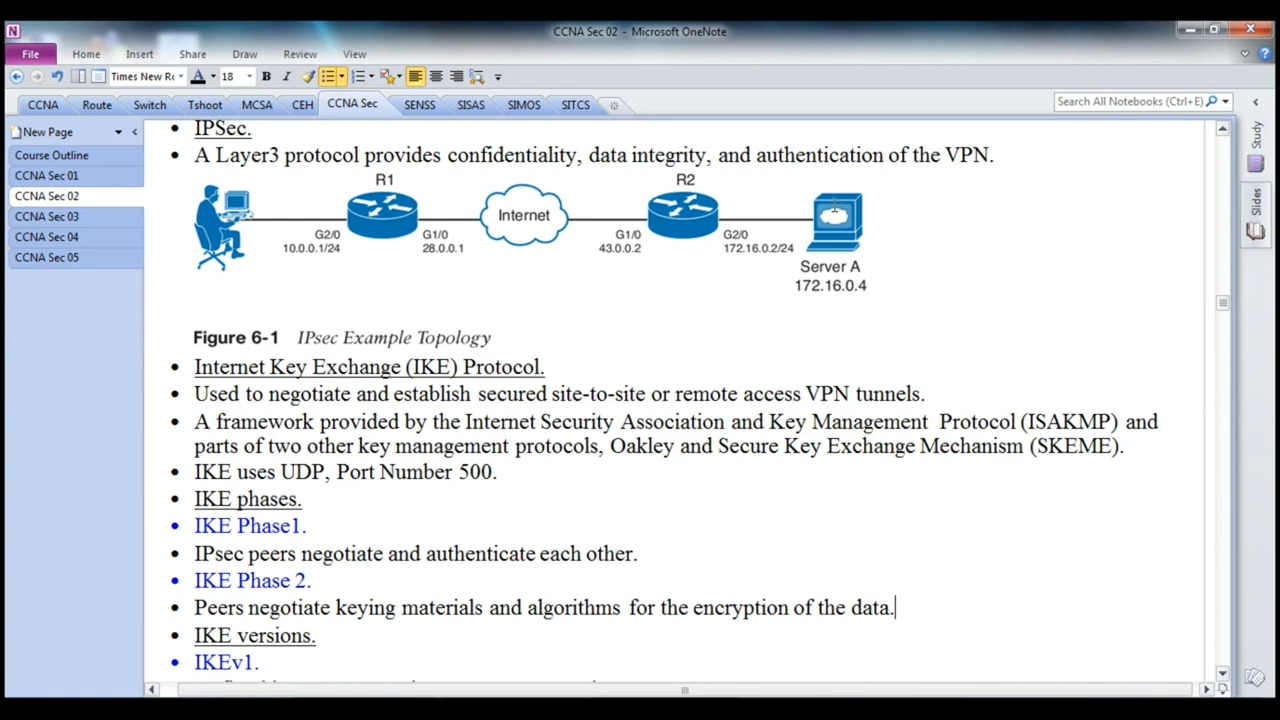 CCNA Sec 02 - Microsoft OneNote
File Home Insert Share Draw Review View
Times New Ro 18 B I
CCNA Route Switch Tshoot MCSA CEH CCNA Sec SENSS SISAS SIMOS SITCS
Search All Notebooks (Ctrl+E)
New Page
Course Outline
CCNA Sec 01
CCNA Sec 02
CCNA Sec 03
CCNA Sec 04
CCNA Sec 05
• IPSec.
• A Layer3 protocol provides confidentiality, data integrity, and authentication of the VPN.
R1 R2
Internet
G2/0 G1/0 G1/0 G2/0
10.0.0.1/24 28.0.0.1 43.0.0.2 172.16.0.2/24
Server A
172.16.0.4
Figure 6-1 IPsec Example Topology
• Internet Key Exchange (IKE) Protocol.
• Used to negotiate and establish secured site-to-site or remote access VPN tunnels.
• A framework provided by the Internet Security Association and Key Management Protocol (ISAKMP) and
parts of two other key management protocols, Oakley and Secure Key Exchange Mechanism (SKEME).
• IKE uses UDP, Port Number 500.
• IKE phases.
• IKE Phase1.
• IPsec peers negotiate and authenticate each other.
• IKE Phase 2.
• Peers negotiate keying materials and algorithms for the encryption of the data.
• IKE versions.
• IKEv1.
Study
Slides